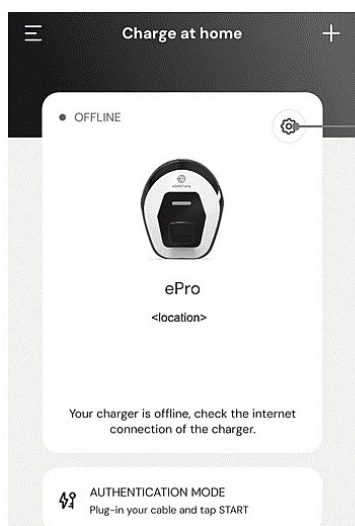 Charge at home
OFFLINE
ePro
<location>
Your charger is offline, check the internet
connection of the charger.
AUTHENTICATION MODE
Plug-in your cable and tap START